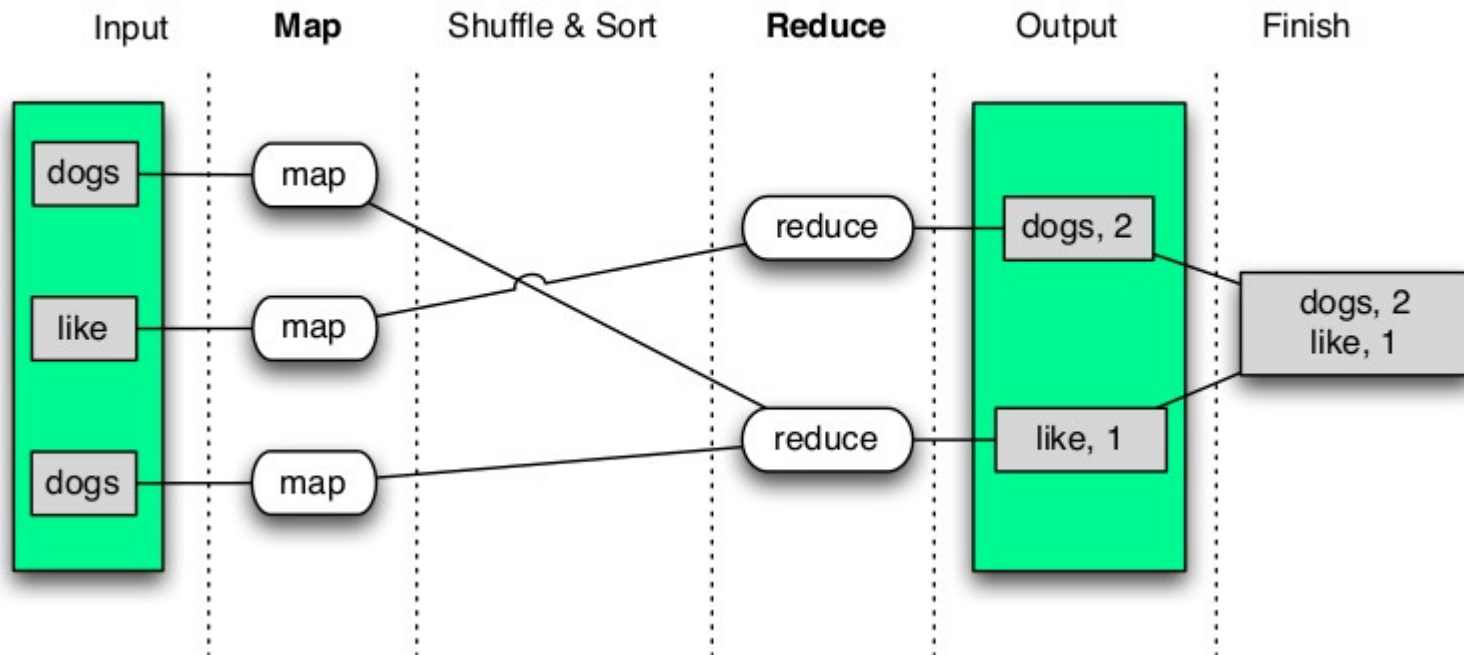 Input Map Shuffle & Sort Reduce Output Finish
dogs map
reduce dogs, 2
like map
dogs, 2
like, 1
reduce like, 1
dogs map